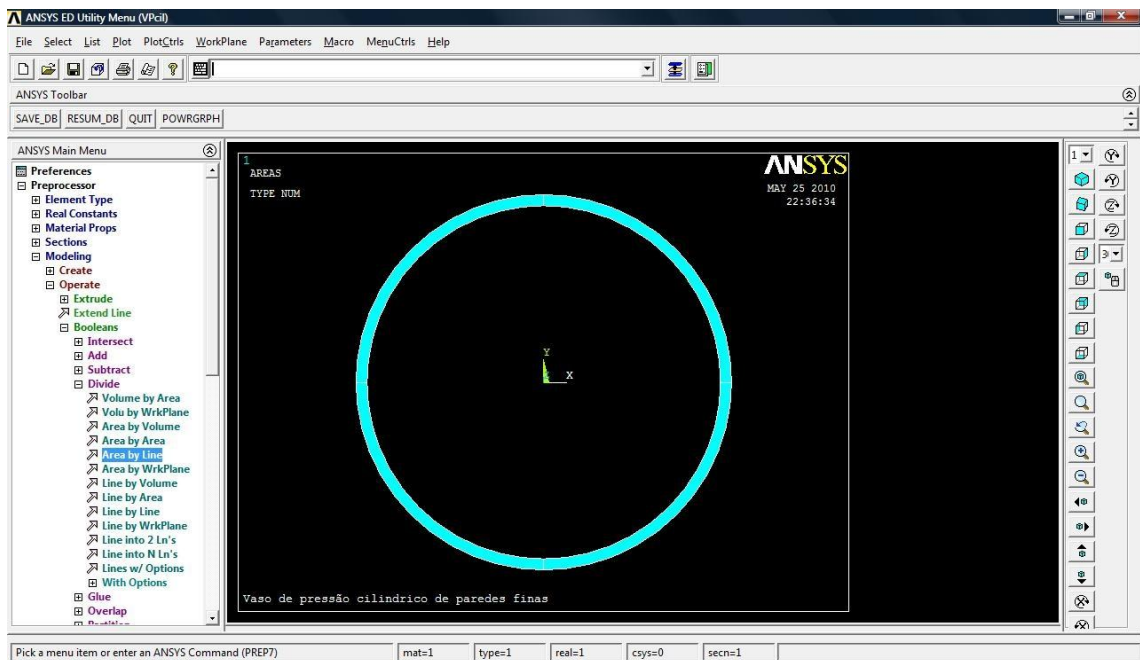 ANSYS ED Utility Menu (VPcil)
File Select List Plot PlotCtrls WorkPlane Parameters Macro MenuCtrls Help
ANSYS Toolbar
SAVE_DB RESUM_DB QUIT POWRGRPH
ANSYS Main Menu
Preferences
Preprocessor
Element Type
Real Constants
Material Props
Sections
Modeling
Create
Operate
Extrude
Extend Line
Booleans
Intersect
Add
Subtract
Divide
Volume by Area
Volu by WrkPlane
Area by Volume
Area by Area
Area by Line
Area by WrkPlane
Line by Volume
Line by Area
Line by Line
Line by WrkPlane
Line into 2 Ln's
Line into N Ln's
Lines w/ Options
With Options
Glue
Overlap
1
AREAS
TYPE NUM
ANSYS
MAY 25 2010
22:36:34
Y
X
Vaso de pressão cilindrico de paredes finas
1
3
Pick a menu item or enter an ANSYS Command (PREP7) mat=1 type=1 real=1 csys=0 secn=1